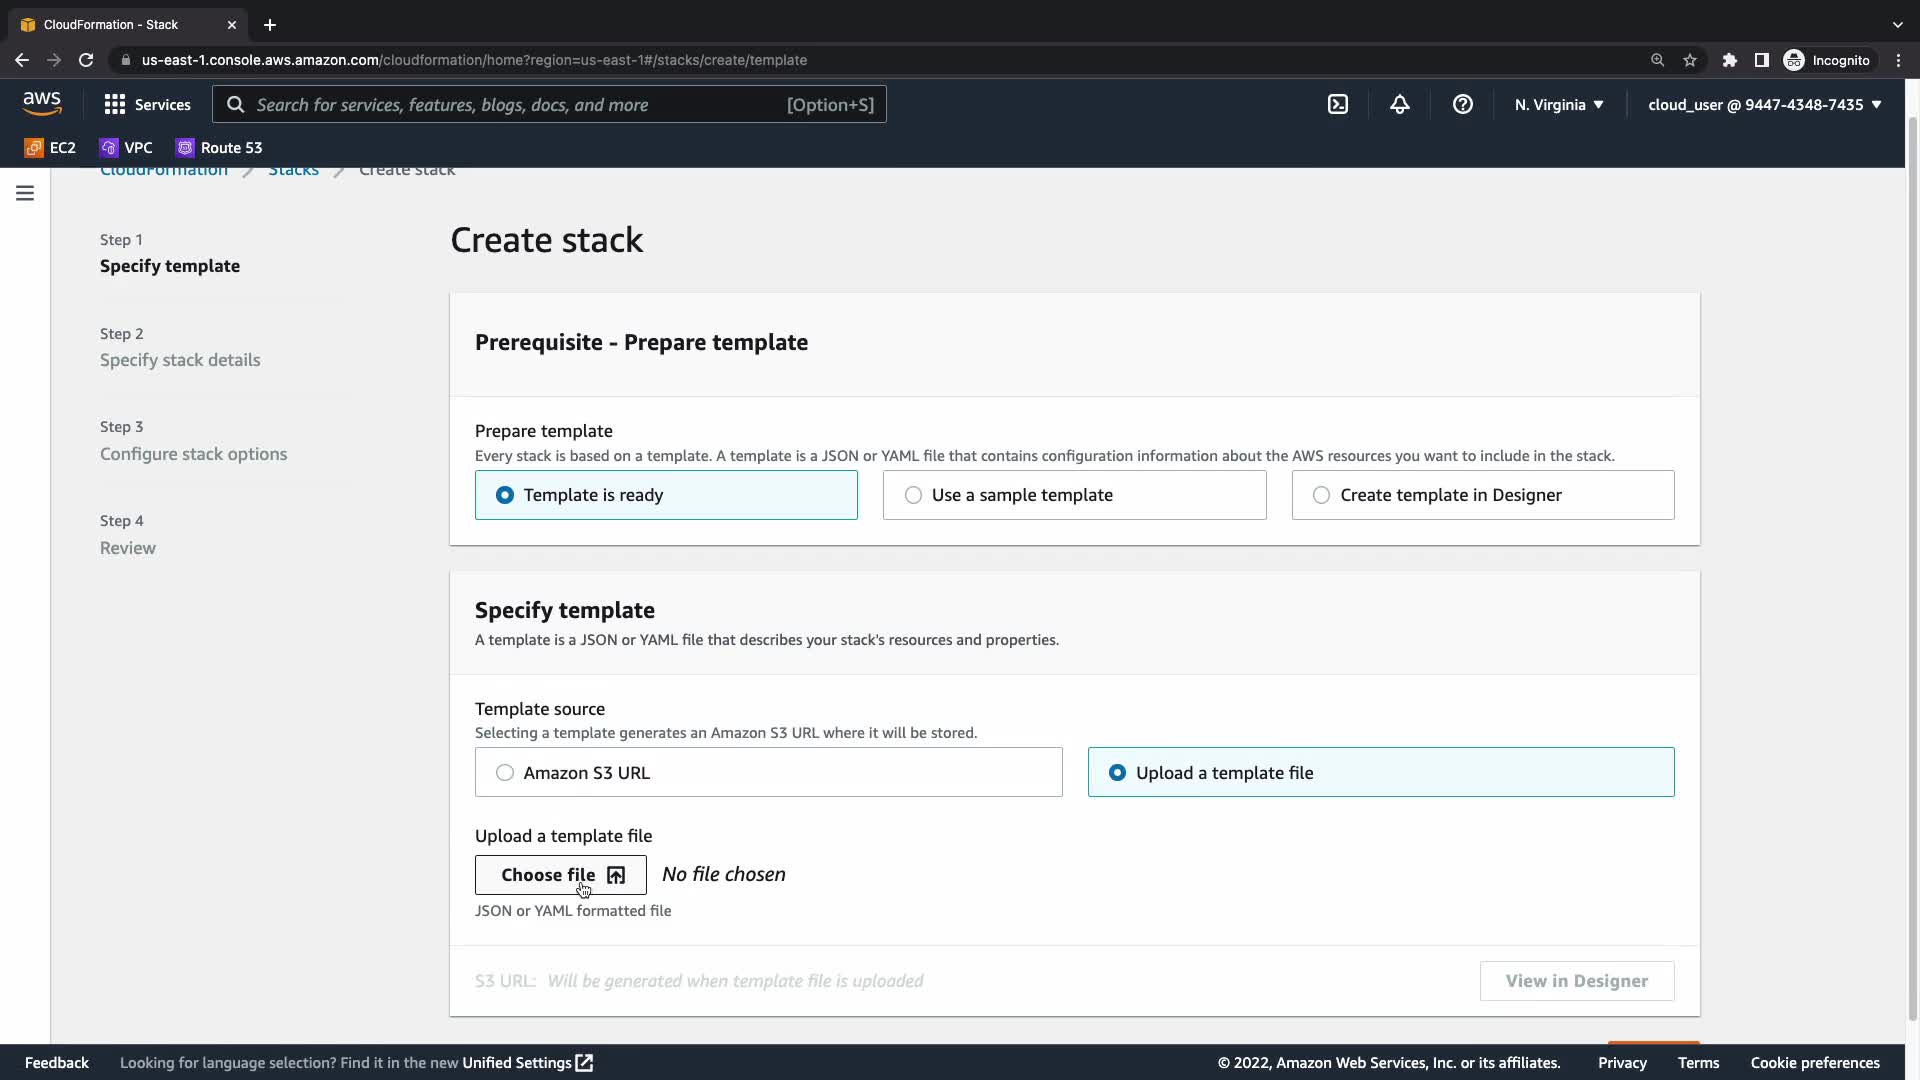 CloudFormation - Stack
us-east-1.console.aws.amazon.com/cloudformation/home?region=us-east-1#/stacks/create/template
Incognito
aws
Services
Search for services, features, blogs, docs, and more
[Option+S]
N. Virginia
cloud_user @ 9447-4348-7435
EC2
VPC
Route 53
CloudFormation
Stacks
Create stack
Step 1
Specify template
Step 2
Specify stack details
Step 3
Configure stack options
Step 4
Review
Create stack
Prerequisite - Prepare template
Prepare template
Every stack is based on a template. A template is a JSON or YAML file that contains configuration information about the AWS resources you want to include in the stack.
Template is ready
Use a sample template
Create template in Designer
Specify template
A template is a JSON or YAML file that describes your stack's resources and properties.
Template source
Selecting a template generates an Amazon S3 URL where it will be stored.
Amazon S3 URL
Upload a template file
Upload a template file
Choose file
No file chosen
JSON or YAML formatted file
S3 URL: Will be generated when template file is uploaded
View in Designer
Feedback
Looking for language selection? Find it in the new Unified Settings
© 2022, Amazon Web Services, Inc. or its affiliates.
Privacy
Terms
Cookie preferences